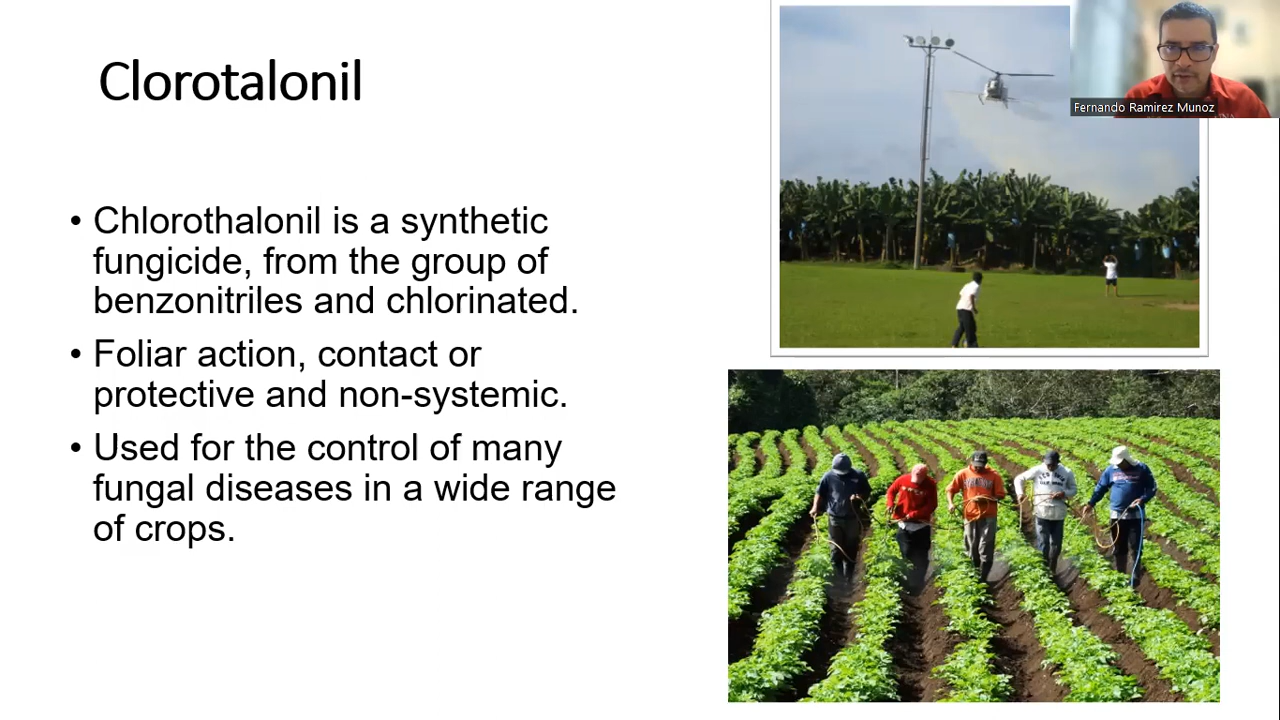 Clorotalonil
Fernando Ramirez Munoz
• Chlorothalonil is a synthetic
fungicide, from the group of
benzonitriles and chlorinated.
• Foliar action, contact or
protective and non-systemic.
• Used for the control of many
fungal diseases in a wide range
of crops.